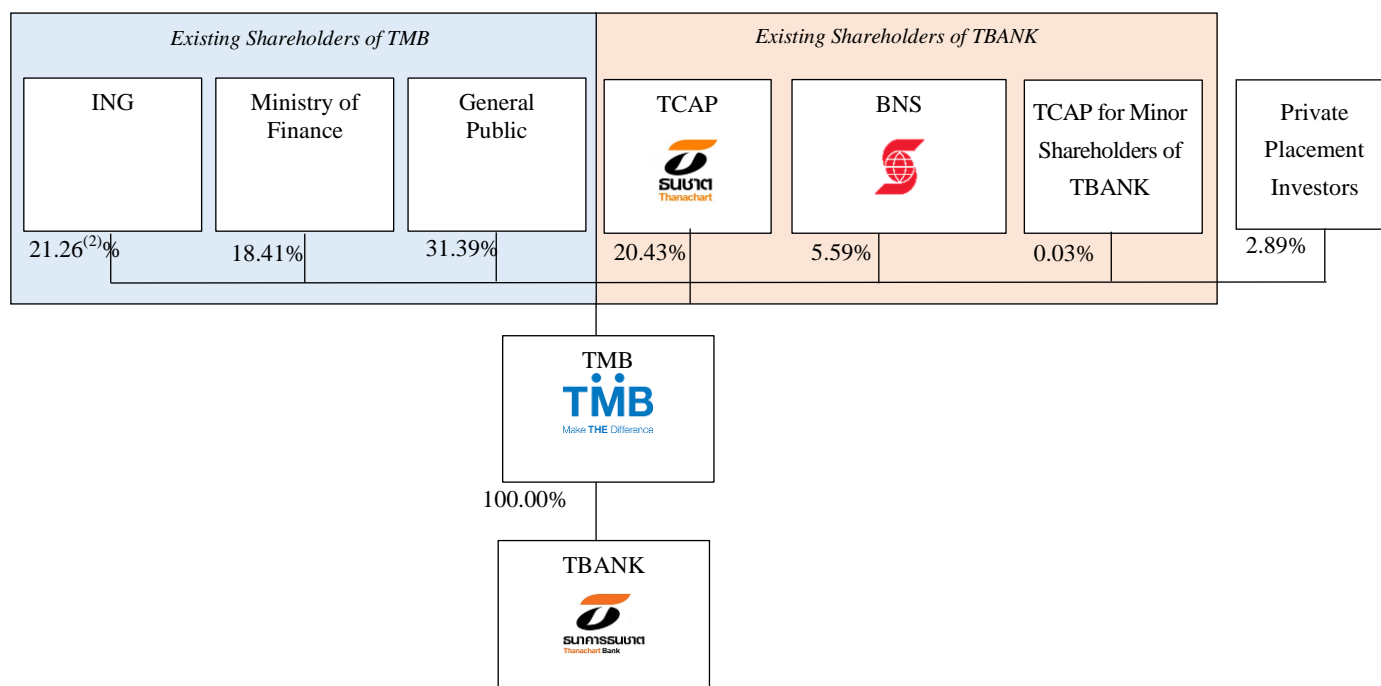 Existing Shareholders of TMB
Existing Shareholders of TBANK
ING
Ministry of
Finance
General
Public
TCAP
ธนชาต
Thanachart
BNS
TCAP for Minor
Shareholders of
TBANK
Private
Placement
Investors
21.26(2)%
18.41%
31.39%
20.43%
5.59%
0.03%
2.89%
TMB
TMB
Make THE Difference
100.00%
TBANK
ธนาคารธนชาต
Thanachart Bank